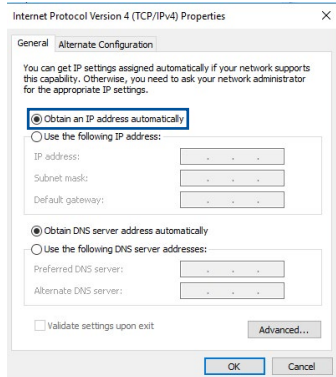 Internet Protocol Version 4 (TCP/IPv4) Properties
General
Alternate Configuration
You can get IP settings assigned automatically if your network supports
this capability. Otherwise, you need to ask your network administrator
for the appropriate IP settings.
Obtain an IP address automatically
Use the following IP address:
IP address:
Subnet mask:
Default gateway:
Obtain DNS server address automatically
Use the following DNS server addresses:
Preferred DNS server:
Alternate DNS server:
Validate settings upon exit
Advanced...
OK
Cancel